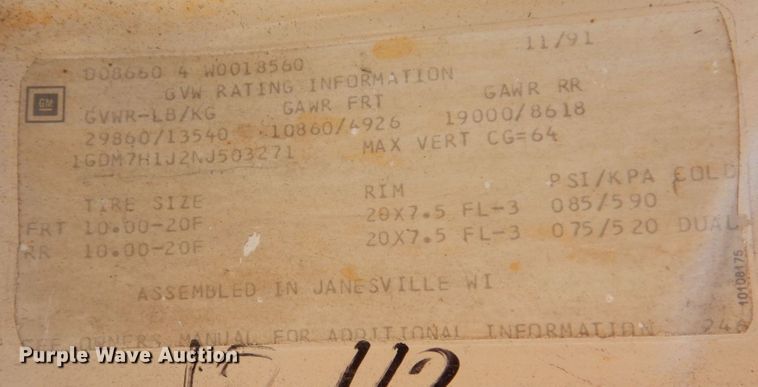 11/91
D08660 4 W0018560
GVW RATING INFORMATION
GM
GVWR-LB/KG GAWR FRT GAWR RR
29860/13540 10860/4926 19000/8618
1GDM7H1J2NJ503271 MAX VERT CG=64
TIRE SIZE RIM PSI/KPA COLD
FRT 10.00-20F 20X7.5 FL-3 085/590
RR 10.00-20F 20X7.5 FL-3 075/520 DUAL
ASSEMBLED IN JANESVILLE WI
10108175
SEE OWNERS MANUAL FOR ADDITIONAL INFORMATION
Purple Wave Auction